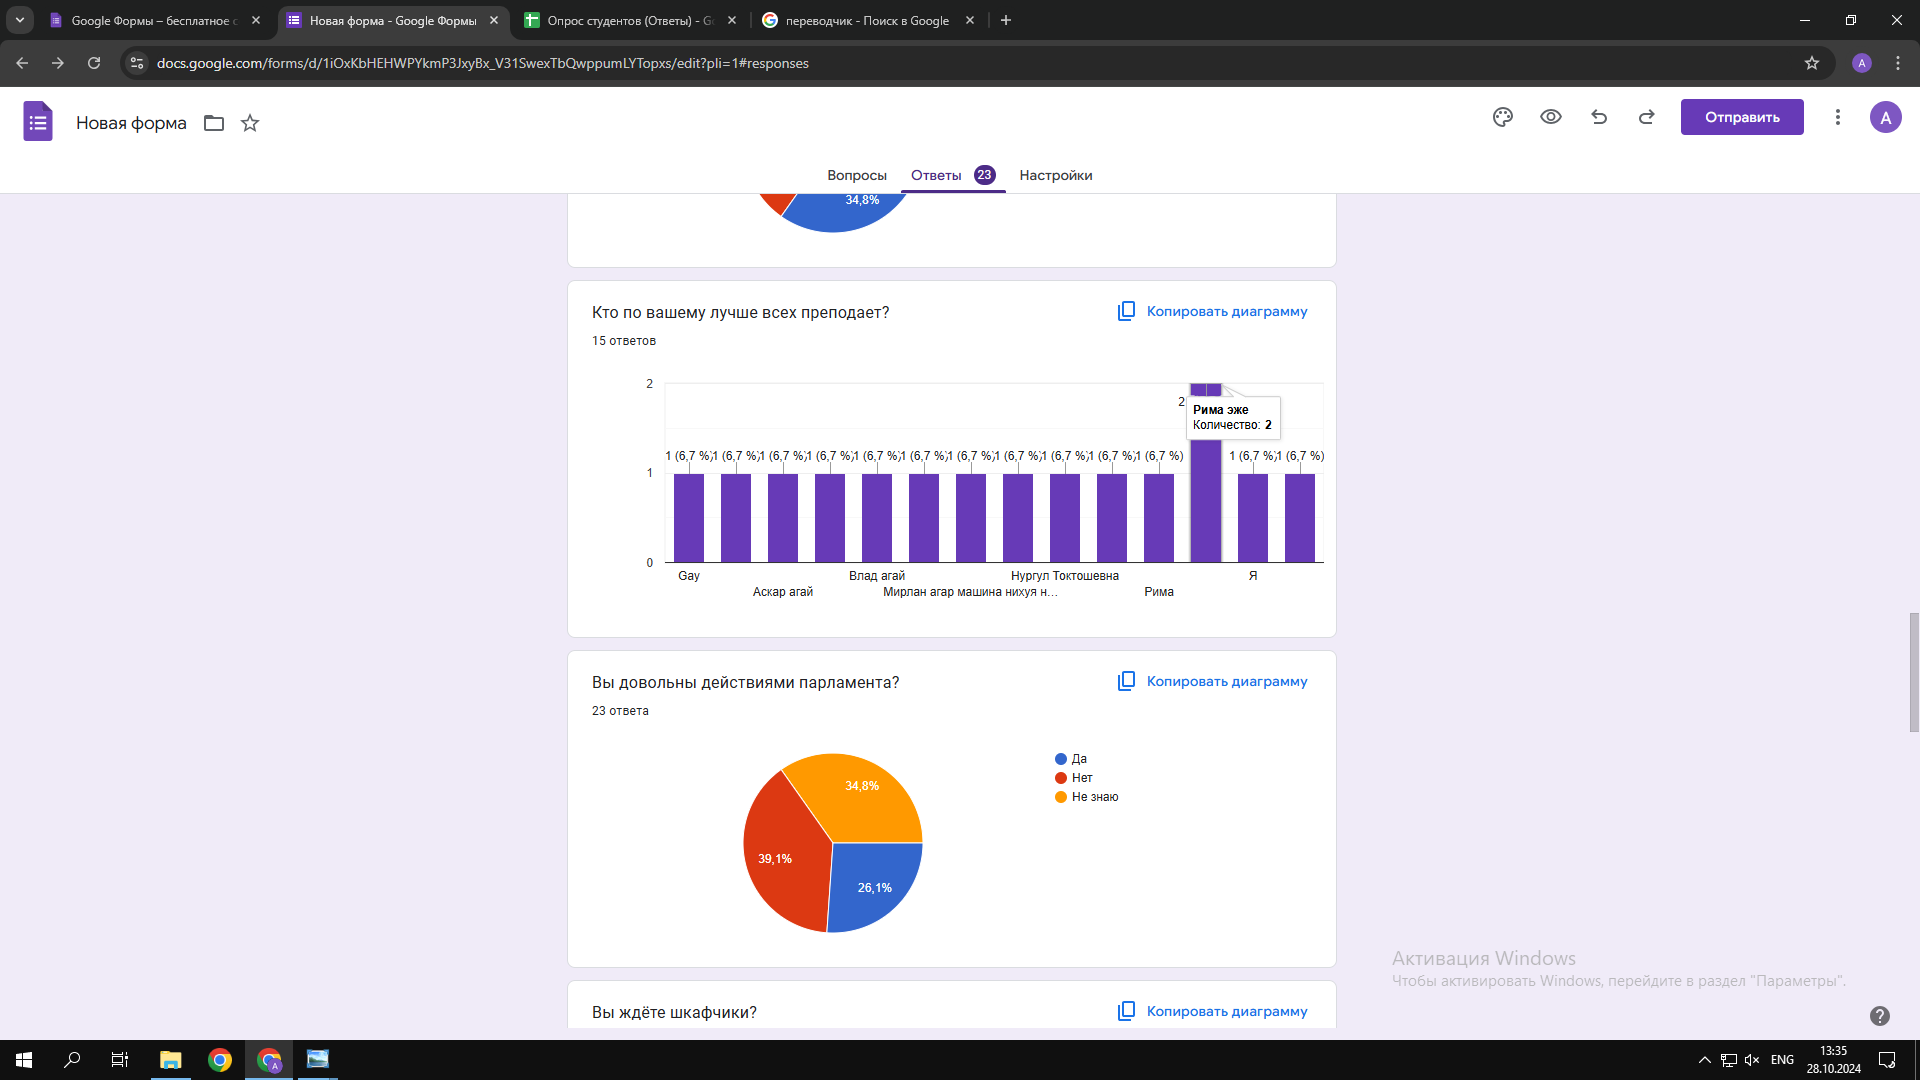 Google Формы – бесплатное с
Новая форма - Google Формы
Опрос студентов (Ответы) - Go
переводчик - Поиск в Google
docs.google.com/forms/d/1iOxKbHEHWPYkmP3JxyBx_V31SwexTbQwppumLYTopxs/edit?pli=1#responses
A
Новая форма
Отправить
A
Вопросы
Ответы 23
Настройки
34,8%
Кто по вашему лучше всех преподает?
Копировать диаграмму
15 ответов
2
1
0
2
Рима эже
Количество: 2
1 (6,7 %) 1 (6,7 %) 1 (6,7 %) 1 (6,7 %) 1 (6,7 %) 1 (6,7 %) 1 (6,7 %) 1 (6,7 %) 1 (6,7 %) 1 (6,7 %) 1 (6,7 %) 1 (6,7 %) 1 (6,7 %)
Gay
Влад агай
Нургул Токтошевна
Я
Аскар агай
Мирлан агар машина нихуя н…
Рима
Вы довольны действиями парламента?
Копировать диаграмму
23 ответа
34,8%
39,1%
26,1%
Да
Нет
Не знаю
Вы ждёте шкафчики?
Копировать диаграмму
Активация Windows
Чтобы активировать Windows, перейдите в раздел "Параметры".
A
ENG
13:35
28.10.2024